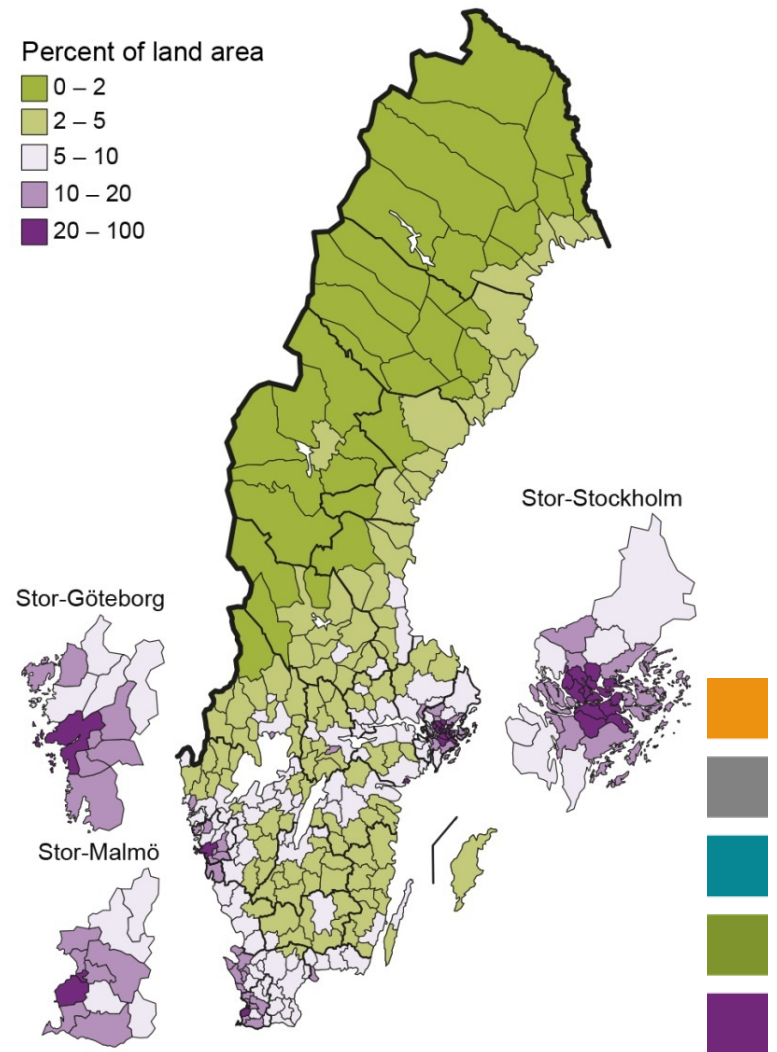 Percent of land area
0 – 2
2 – 5
5 – 10
10 – 20
20 – 100
Stor-Stockholm
Stor-Göteborg
Stor-Malmö